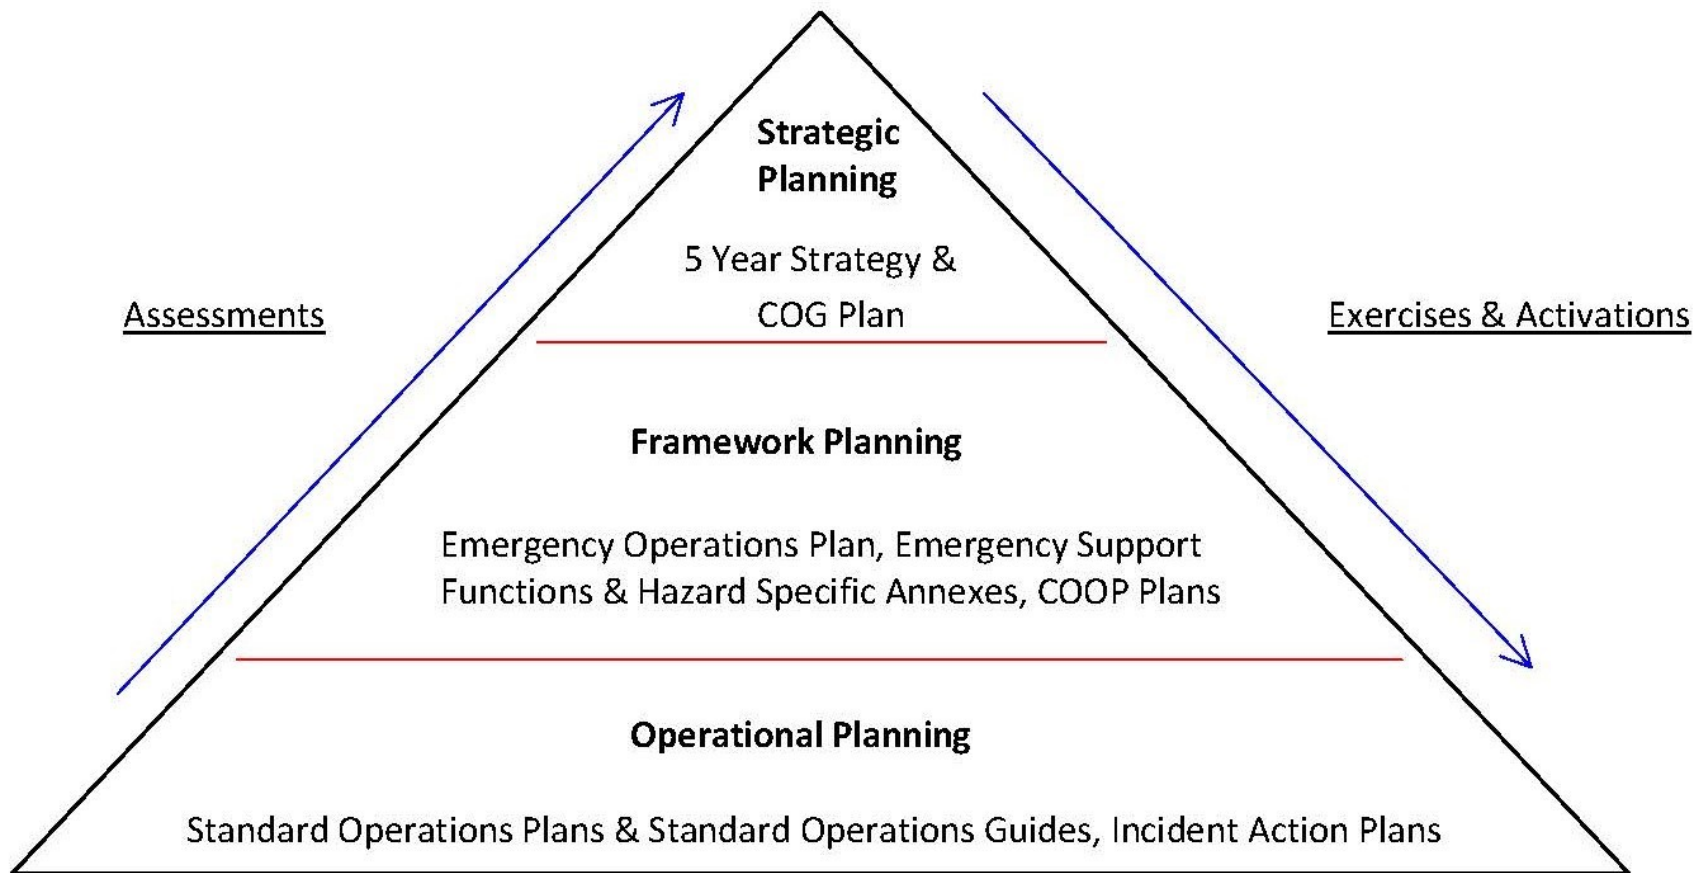 Strategic
Planning
5 Year Strategy &
COG Plan
Assessments
Exercises & Activations
Framework Planning
Emergency Operations Plan, Emergency Support
Functions & Hazard Specific Annexes, COOP Plans
Operational Planning
Standard Operations Plans & Standard Operations Guides, Incident Action Plans